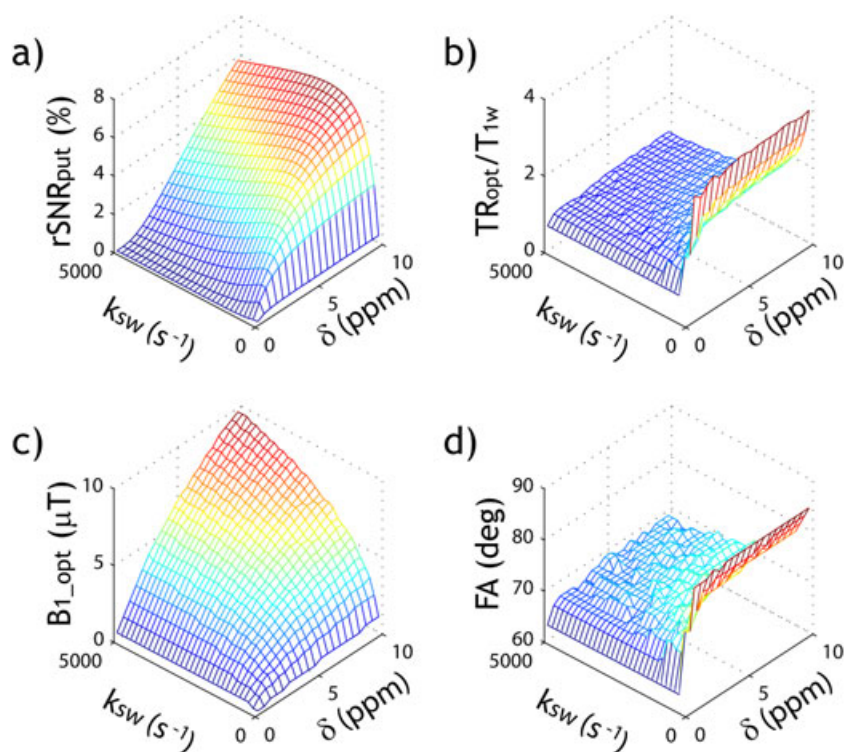 a)
8
6
4
2
0
rSNRput (%)
5000
0
ksw (s⁻¹)
0
5
10
δ (ppm)
b)
4
2
0
TRopt/T1w
5000
0
ksw (s⁻¹)
0
5
10
δ (ppm)
c)
10
5
0
B1_opt (µT)
5000
0
ksw (s⁻¹)
0
5
10
δ (ppm)
d)
90
80
70
60
FA (deg)
5000
0
ksw (s⁻¹)
0
5
10
δ (ppm)